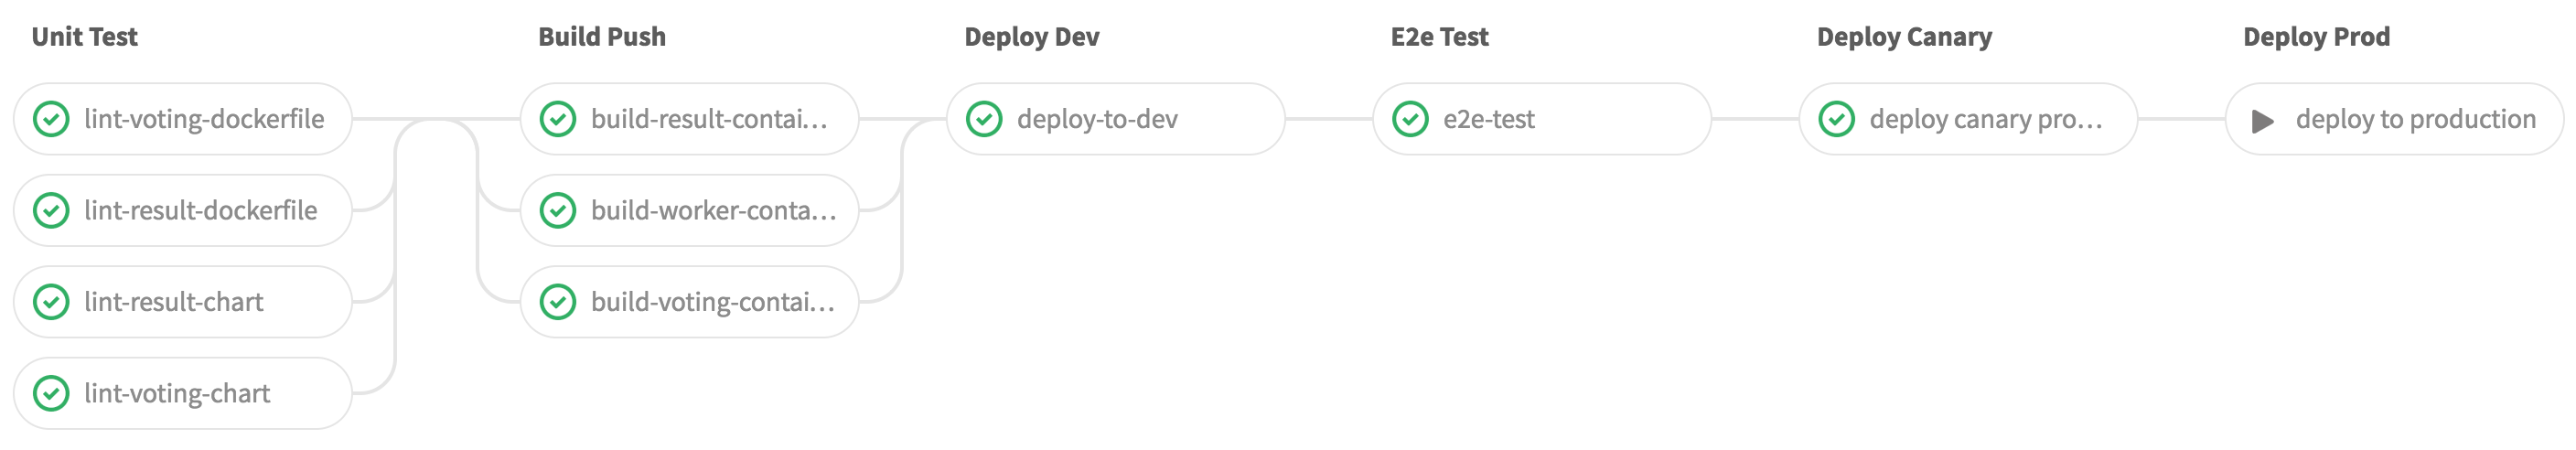 Unit Test
lint-voting-dockerfile
lint-result-dockerfile
lint-result-chart
lint-voting-chart
Build Push
build-result-contai...
build-worker-conta...
build-voting-contai...
Deploy Dev
deploy-to-dev
E2e Test
e2e-test
Deploy Canary
deploy canary pro...
Deploy Prod
deploy to production